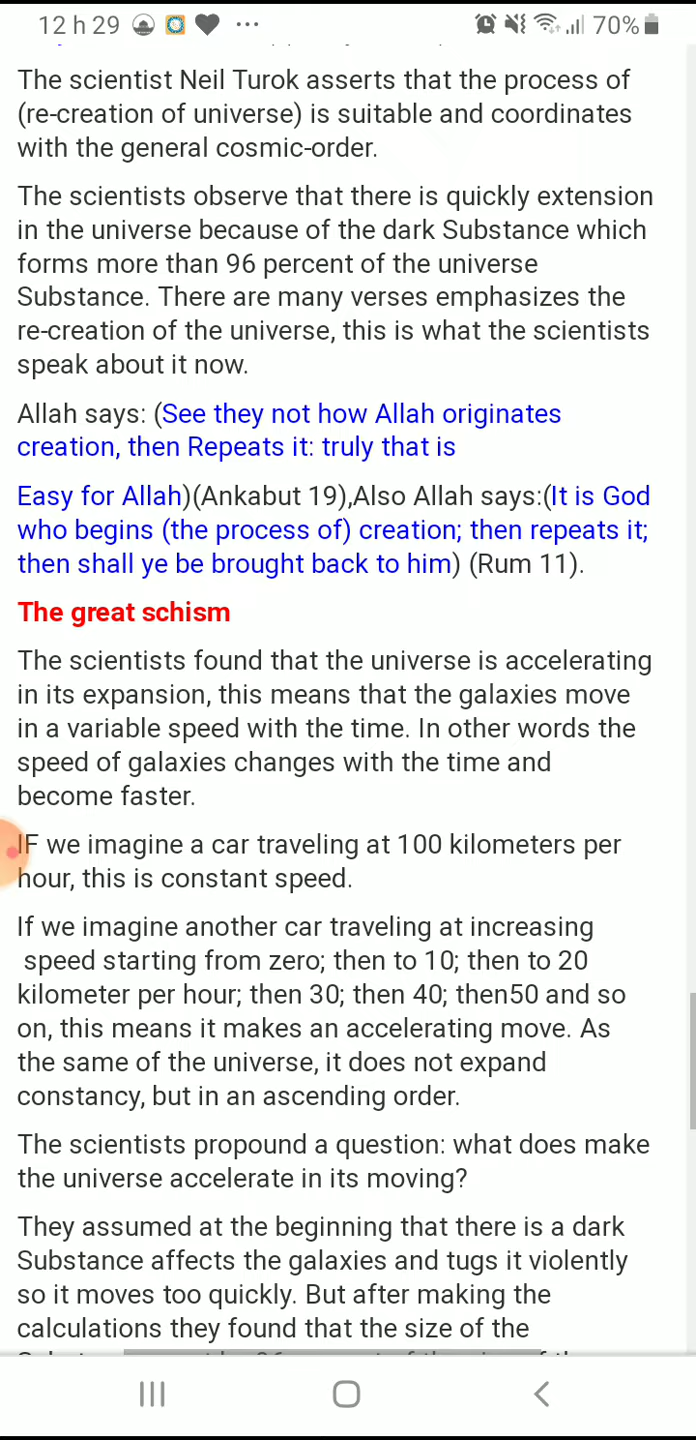 12 h 29 ... 70%
The scientist Neil Turok asserts that the process of
(re-creation of universe) is suitable and coordinates
with the general cosmic-order.
The scientists observe that there is quickly extension
in the universe because of the dark Substance which
forms more than 96 percent of the universe
Substance. There are many verses emphasizes the
re-creation of the universe, this is what the scientists
speak about it now.
Allah says: (See they not how Allah originates
creation, then Repeats it: truly that is
Easy for Allah)(Ankabut 19),Also Allah says:(It is God
who begins (the process of) creation; then repeats it;
then shall ye be brought back to him) (Rum 11).
The great schism
The scientists found that the universe is accelerating
in its expansion, this means that the galaxies move
in a variable speed with the time. In other words the
speed of galaxies changes with the time and
become faster.
IF we imagine a car traveling at 100 kilometers per
hour, this is constant speed.
If we imagine another car traveling at increasing
speed starting from zero; then to 10; then to 20
kilometer per hour; then 30; then 40; then50 and so
on, this means it makes an accelerating move. As
the same of the universe, it does not expand
constancy, but in an ascending order.
The scientists propound a question: what does make
the universe accelerate in its moving?
They assumed at the beginning that there is a dark
Substance affects the galaxies and tugs it violently
so it moves too quickly. But after making the
calculations they found that the size of the